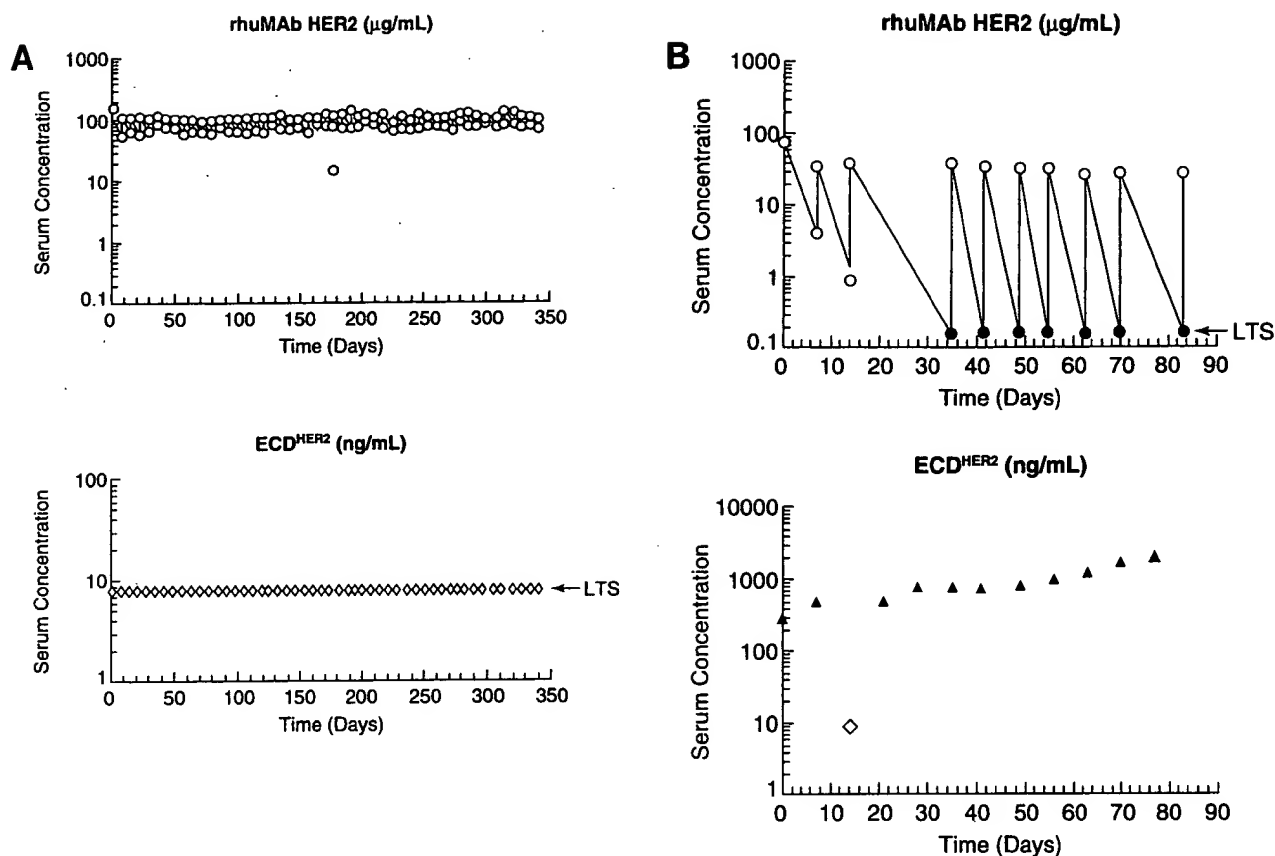 A
rhuMAb HER2 (µg/mL)
Serum Concentration
1000
100
10
1
0.1
0 50 100 150 200 250 300 350
Time (Days)
ECDHER2 (ng/mL)
Serum Concentration
100
10
1
LTS
0 50 100 150 200 250 300 350
Time (Days)
B
rhuMAb HER2 (µg/mL)
Serum Concentration
1000
100
10
1
0.1
LTS
0 10 20 30 40 50 60 70 80 90
Time (Days)
ECDHER2 (ng/mL)
Serum Concentration
10000
1000
100
10
1
0 10 20 30 40 50 60 70 80 90
Time (Days)